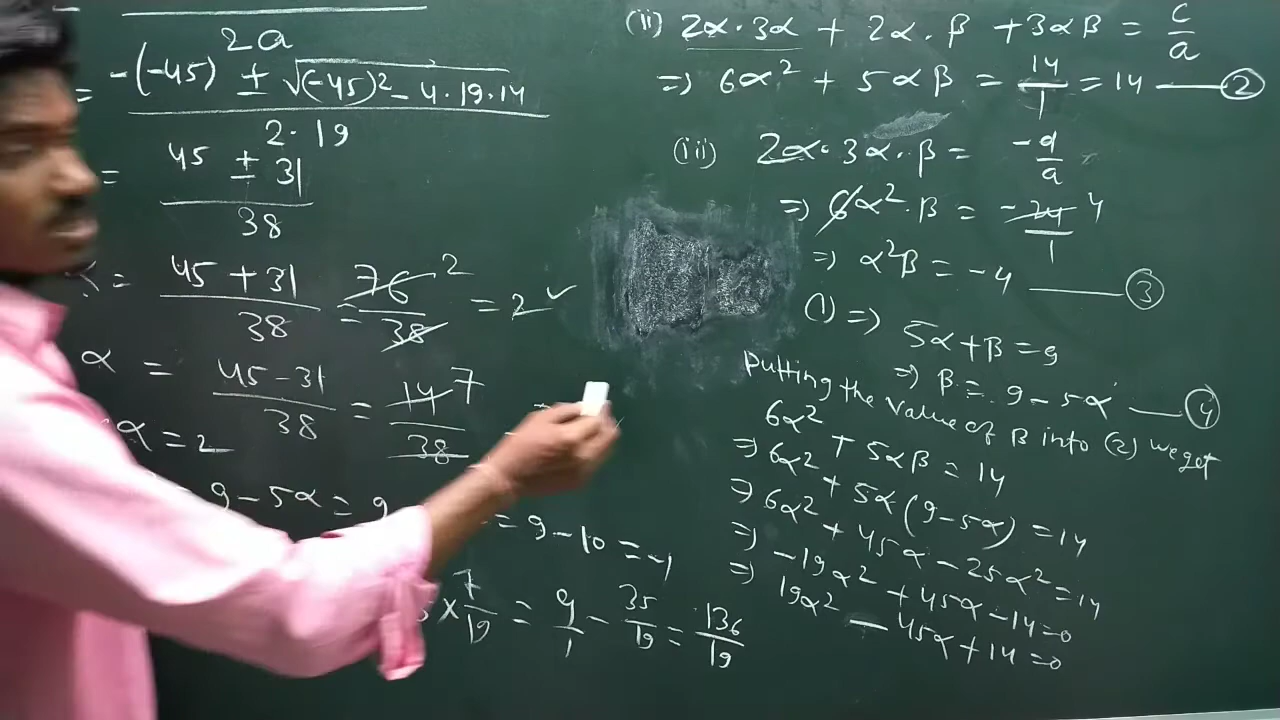 2a
= -(-45) ± √(-45)² - 4·19·14
2·19
= 45 ± 31
38
α = 45 + 31 / 38 = 76 2 / 38 = 2 ✓
α = 45 - 31 / 38 = 14 7 / 38
α = 2
9 - 5α = 9 = 9 - 10 = -1
× 7/19 = 9/1 - 35/19 = 136/19
(ii) 2α·3α + 2α·β + 3αβ = c/a
=> 6α² + 5αβ = 14/1 = 14 —— ②
(iii) 2α·3α·β = -d/a
=> 6α²·β = -24 4 / 1
=> α²β = -4 —— ③
(1) => 5α + β = 9
=> β = 9 - 5α —— ④
Putting the value of β into (2) we get
6α² + 5αβ = 14
=> 6α² + 5α(9 - 5α) = 14
=> 6α² + 45α - 25α² = 14
=> -19α² + 45α - 14 = 0
=> 19α² - 45α + 14 = 0